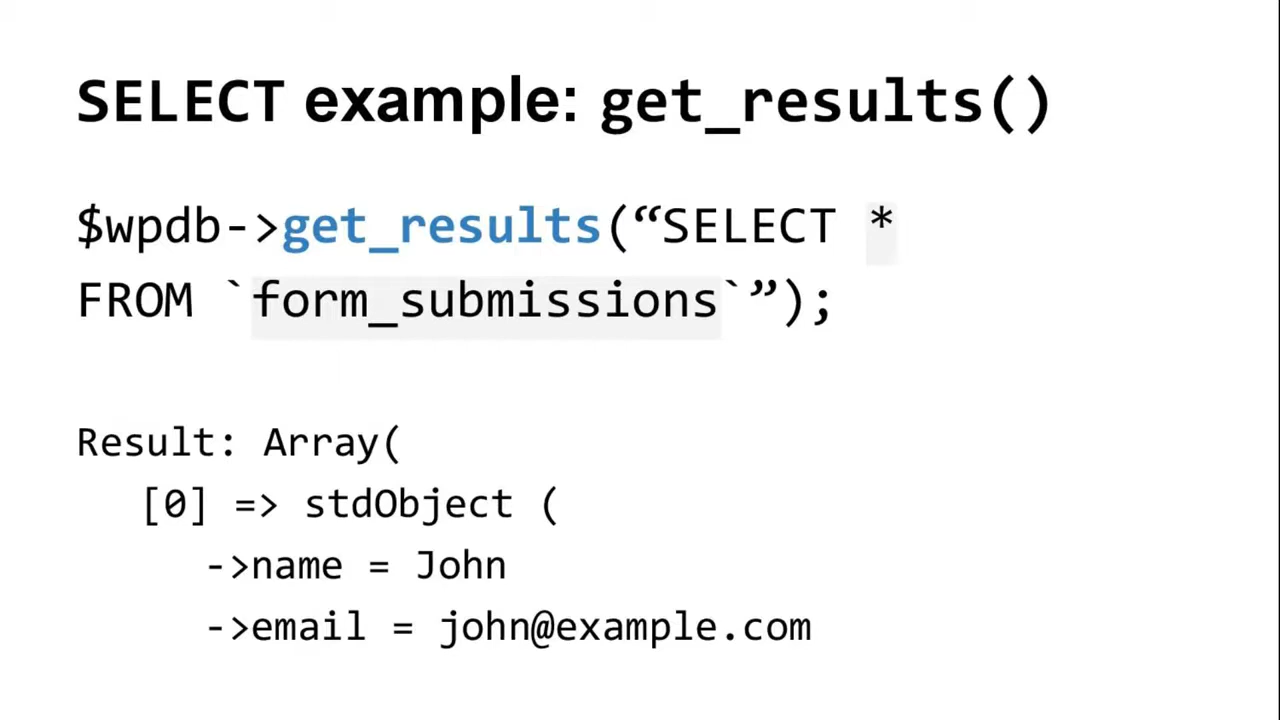 SELECT example: get_results()
$wpdb->get_results(“SELECT *
FROM `form_submissions`”);
Result: Array(
[0] => stdObject (
->name = John
->email = john@example.com